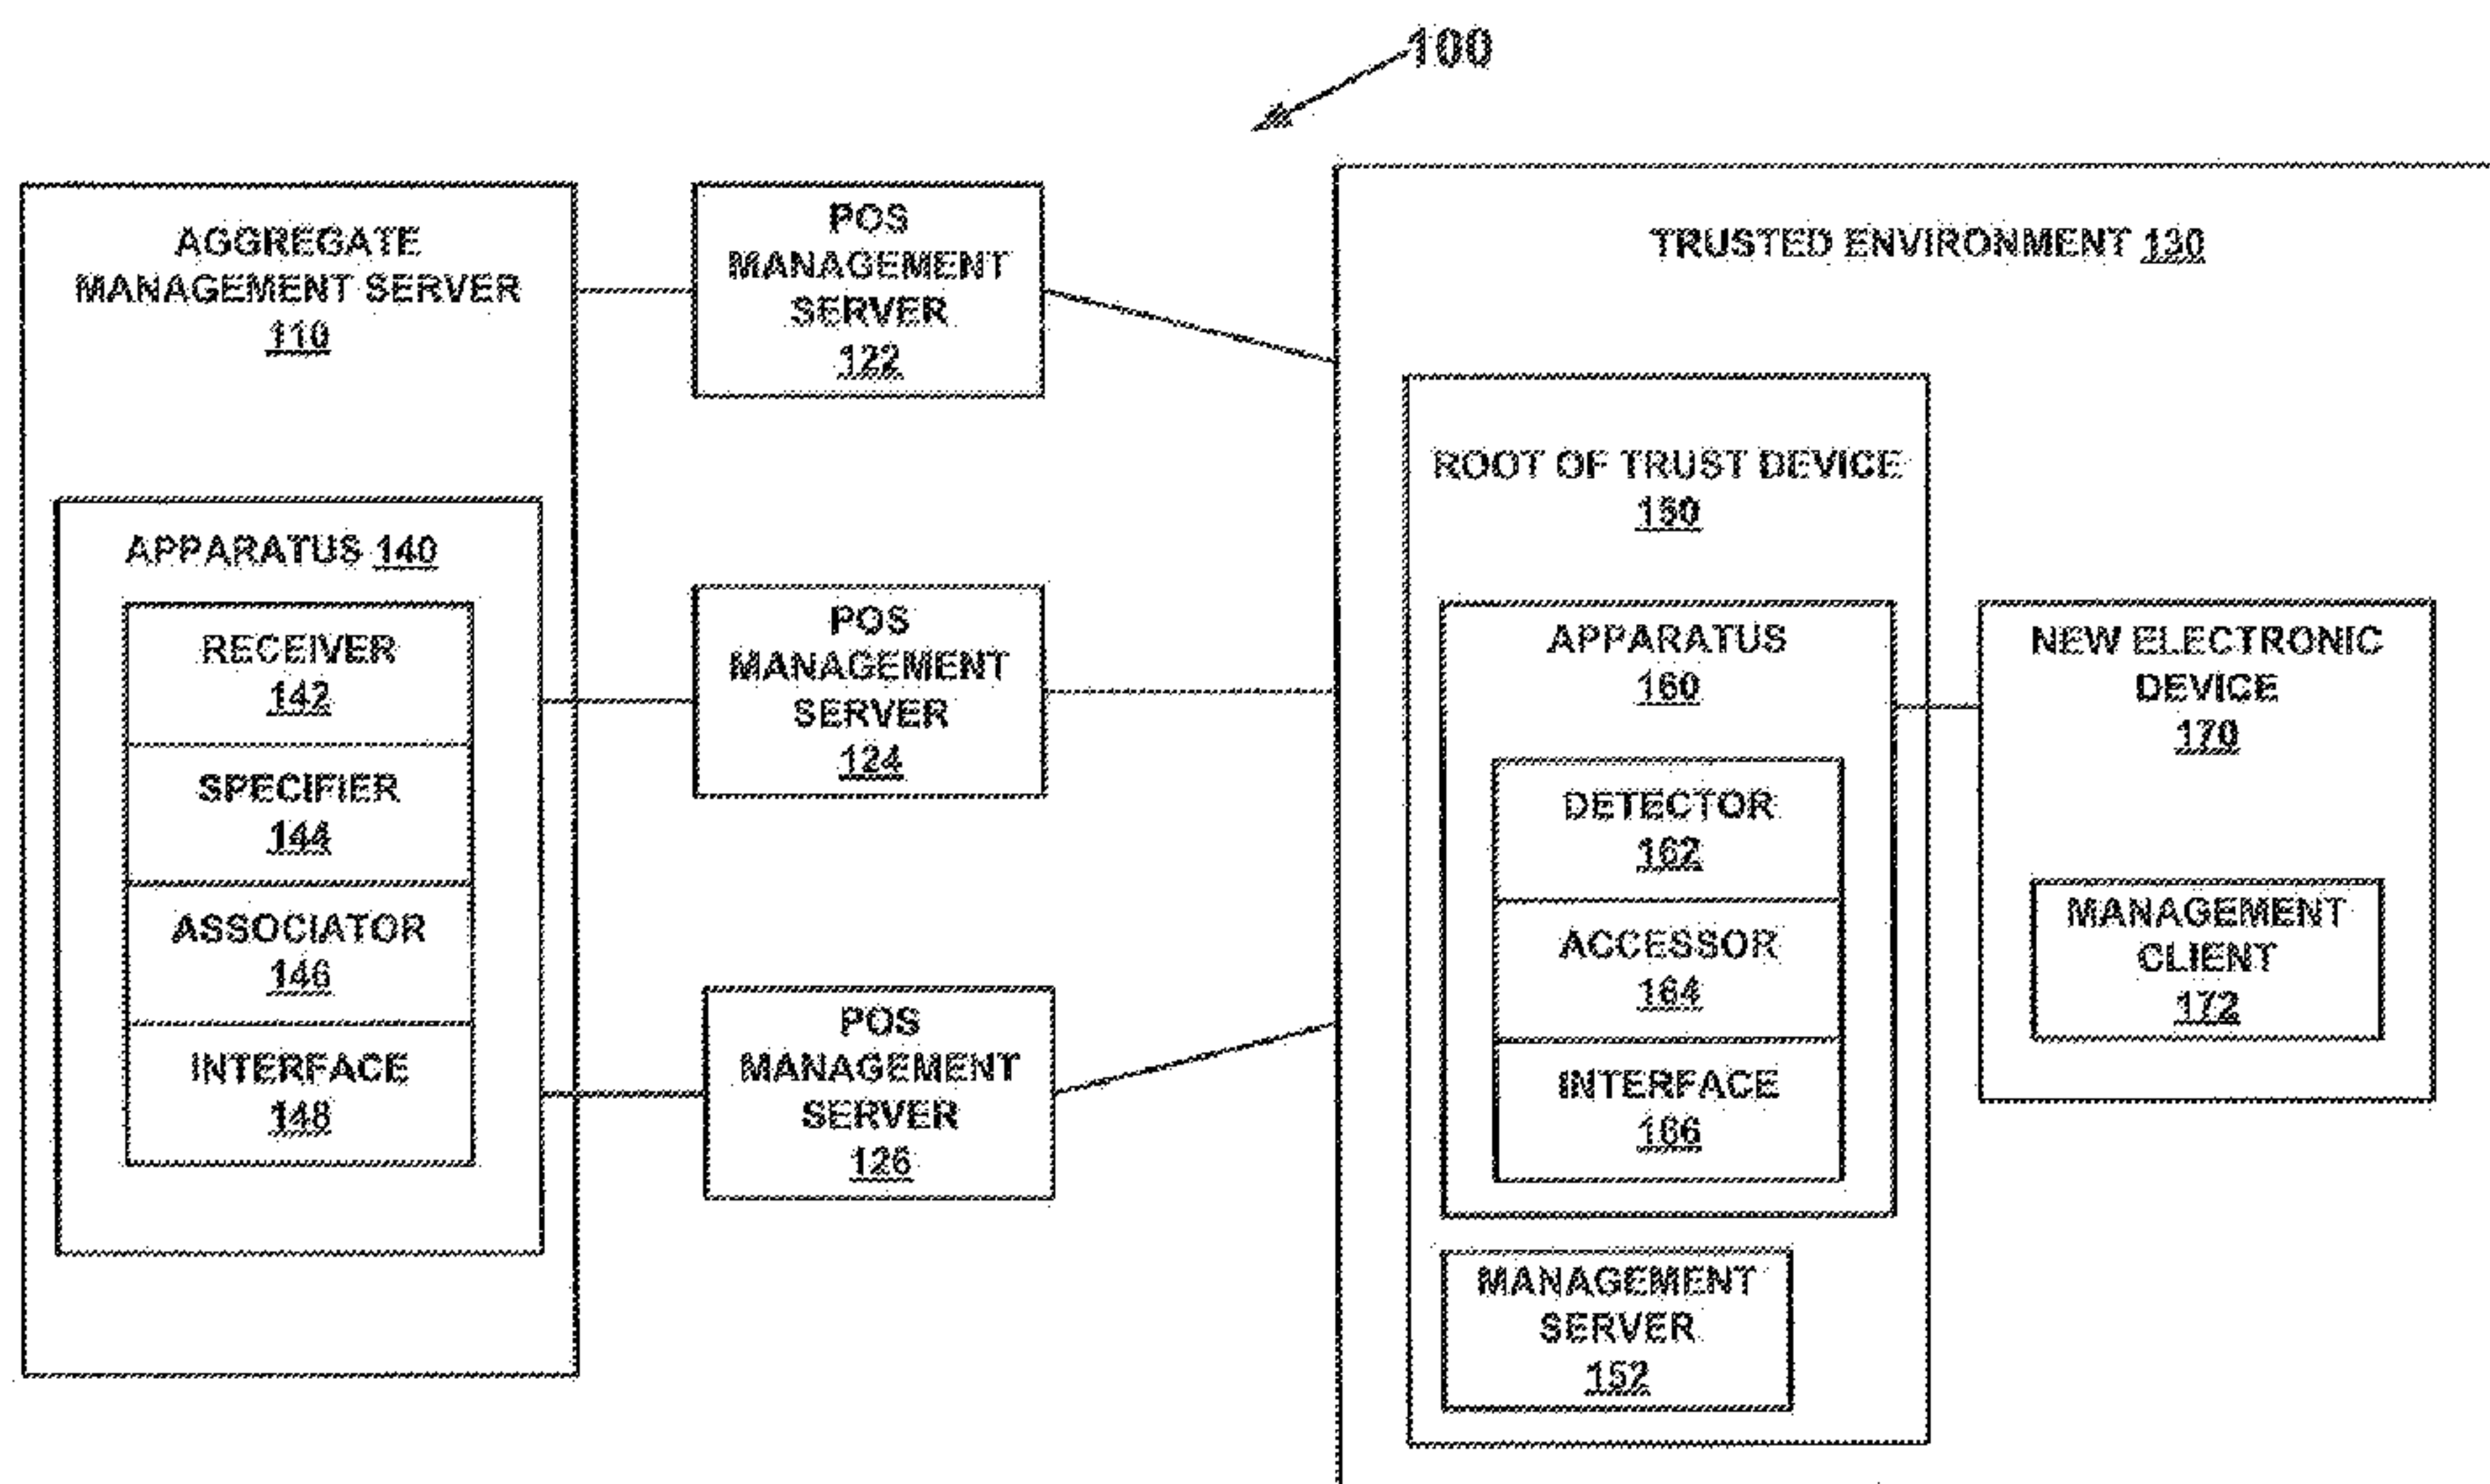 100
AGGREGATE
MANAGEMENT SERVER
110
APPARATUS 140
RECEIVER
142
SPECIFIER
144
ASSOCIATOR
146
INTERFACE
148
POS
MANAGEMENT
SERVER
122
POS
MANAGEMENT
SERVER
124
POS
MANAGEMENT
SERVER
126
TRUSTED ENVIRONMENT 130
ROOT OF TRUST DEVICE
150
APPARATUS
160
DETECTOR
162
ACCESSOR
164
INTERFACE
166
MANAGEMENT
SERVER
152
NEW ELECTRONIC
DEVICE
170
MANAGEMENT
CLIENT
172